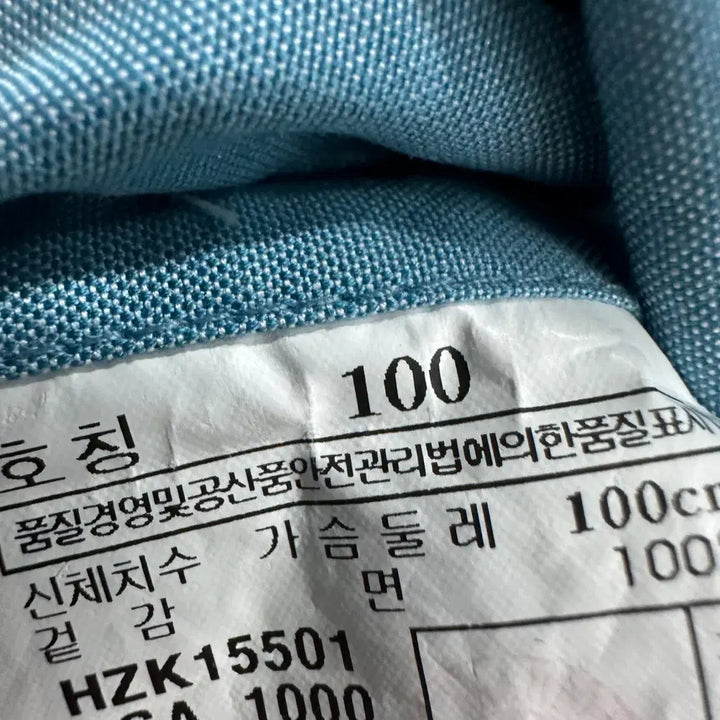 호칭 100
품질경영및공산품안전관리법에의한품질표시
신체치수 가슴둘레 100cm
겉감 면 100
HZK15501
1000